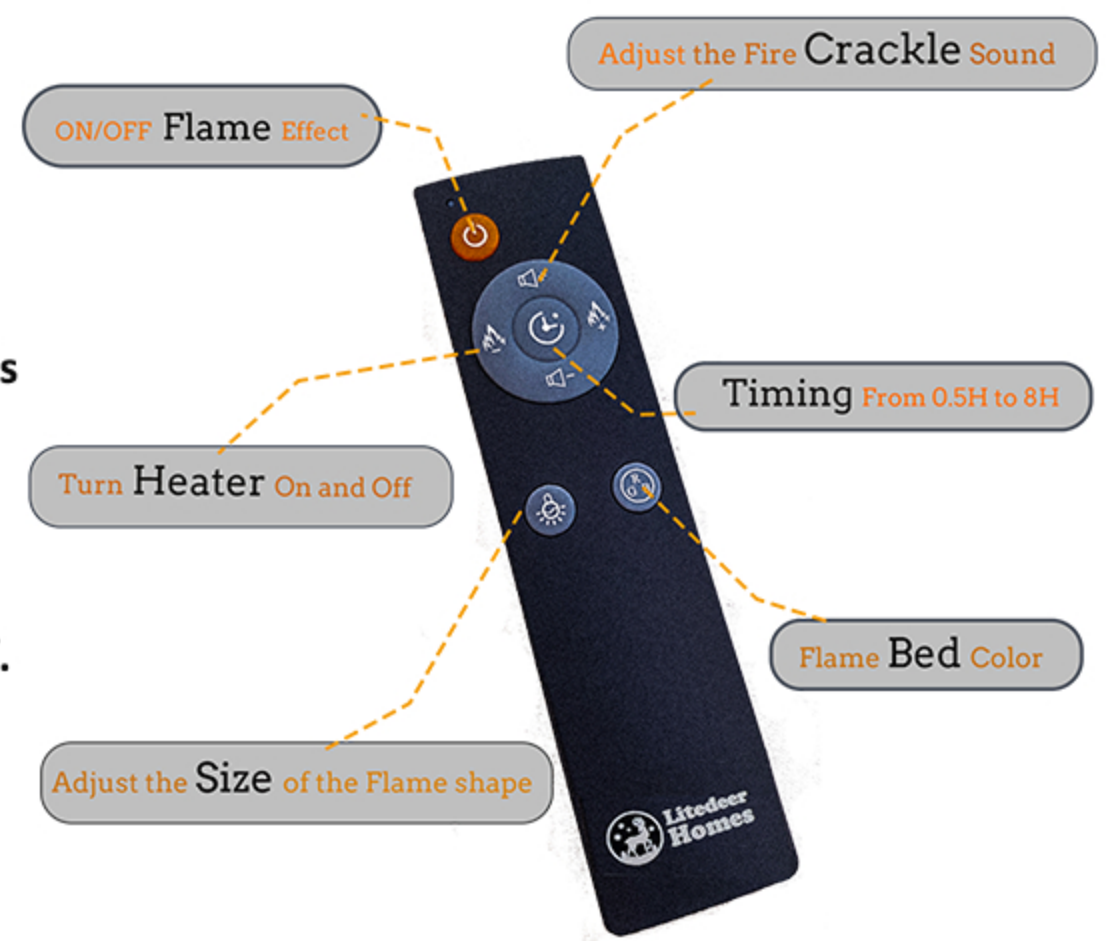 Adjust the Fire Crackle Sound
ON/OFF Flame Effect
s
Timing From 0.5H to 8H
Turn Heater On and Off
R
G B
.
Flame Bed Color
Adjust the Size of the Flame shape
Litedeer
Homes